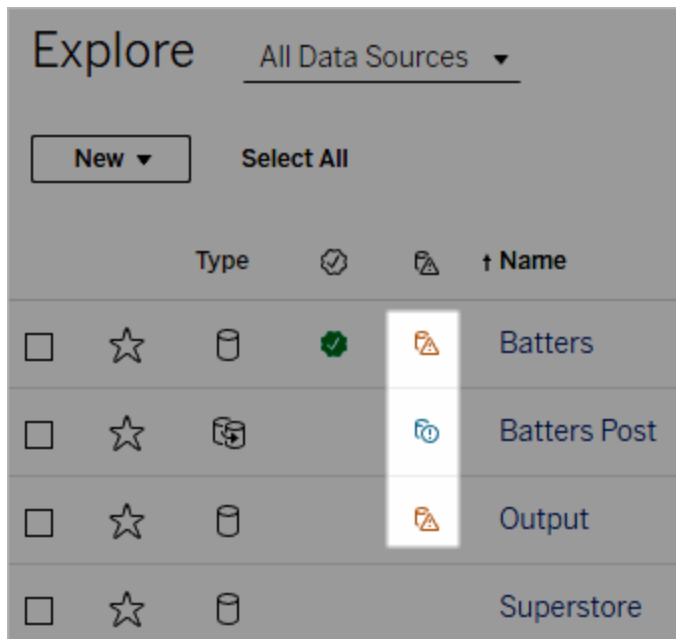 Explore All Data Sources
New Select All
Type Name
Batters
Batters Post
Output
Superstore